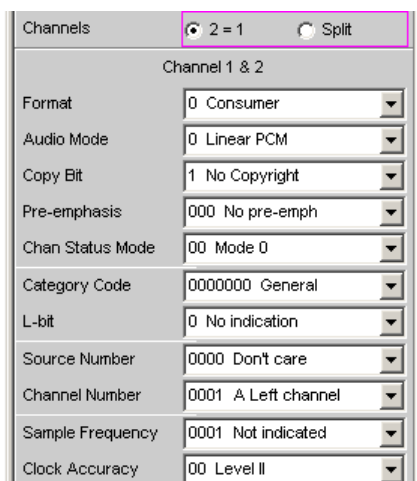 Channels 2 = 1 Split
Channel 1 & 2
Format 0 Consumer
Audio Mode 0 Linear PCM
Copy Bit 1 No Copyright
Pre-emphasis 000 No pre-emph
Chan Status Mode 00 Mode 0
Category Code 0000000 General
L-bit 0 No indication
Source Number 0000 Don't care
Channel Number 0001 A Left channel
Sample Frequency 0001 Not indicated
Clock Accuracy 00 Level II